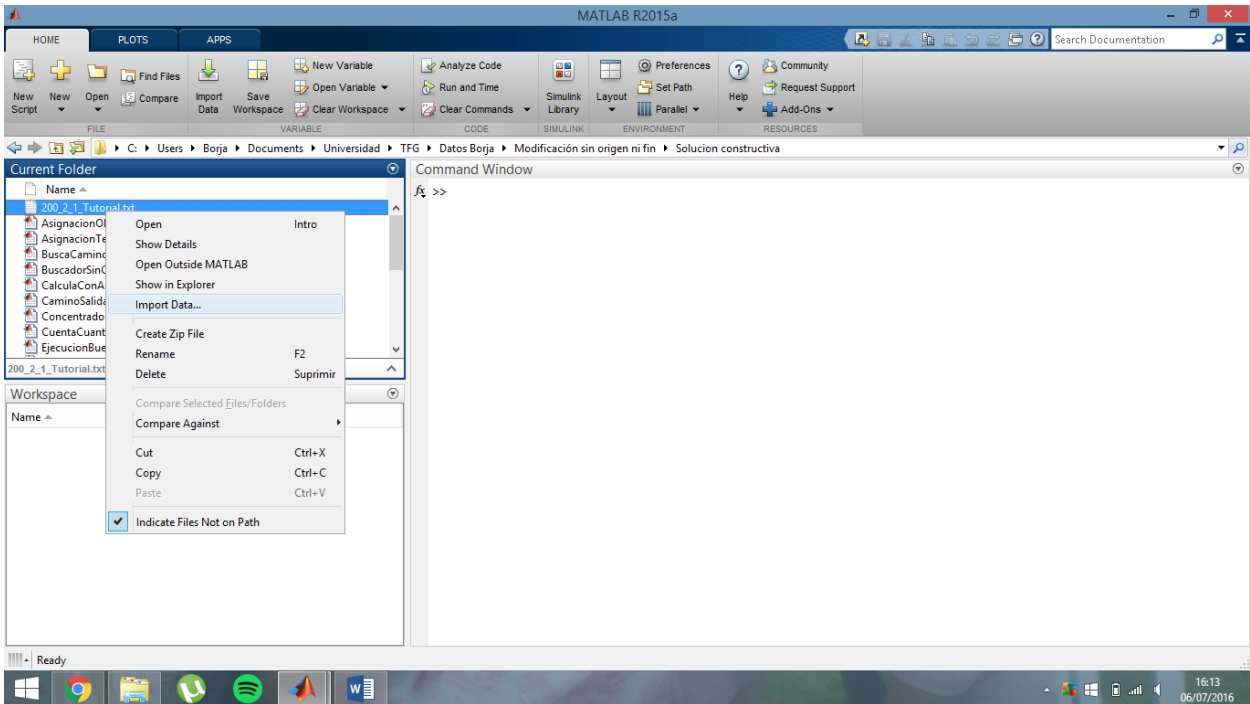 MATLAB R2015a
HOME PLOTS APPS Search Documentation
New Script New Open Find Files Compare Import Data Save Workspace New Variable Open Variable Clear Workspace Analyze Code Run and Time Clear Commands Simulink Library Layout Preferences Set Path Parallel Help Community Request Support Add-Ons
FILE VARIABLE CODE SIMULINK ENVIRONMENT RESOURCES
C: Users Borja Documents Universidad TFG Datos Borja Modificación sin origen ni fin Solucion constructiva
Current Folder
Name
200_2_1_Tutorial.txt
AsignacionO
AsignacionTe
BuscaCamino
BuscadorSin
CalculaConA
CaminoSalida
Concentrado
CuentaCuant
EjecucionBue
200_2_1_Tutorial.txt
Workspace
Name
Open Intro
Show Details
Open Outside MATLAB
Show in Explorer
Import Data...
Create Zip File
Rename F2
Delete Suprimir
Compare Selected Files/Folders
Compare Against
Cut Ctrl+X
Copy Ctrl+C
Paste Ctrl+V
Indicate Files Not on Path
Command Window
fx >>
Ready
16:13
06/07/2016